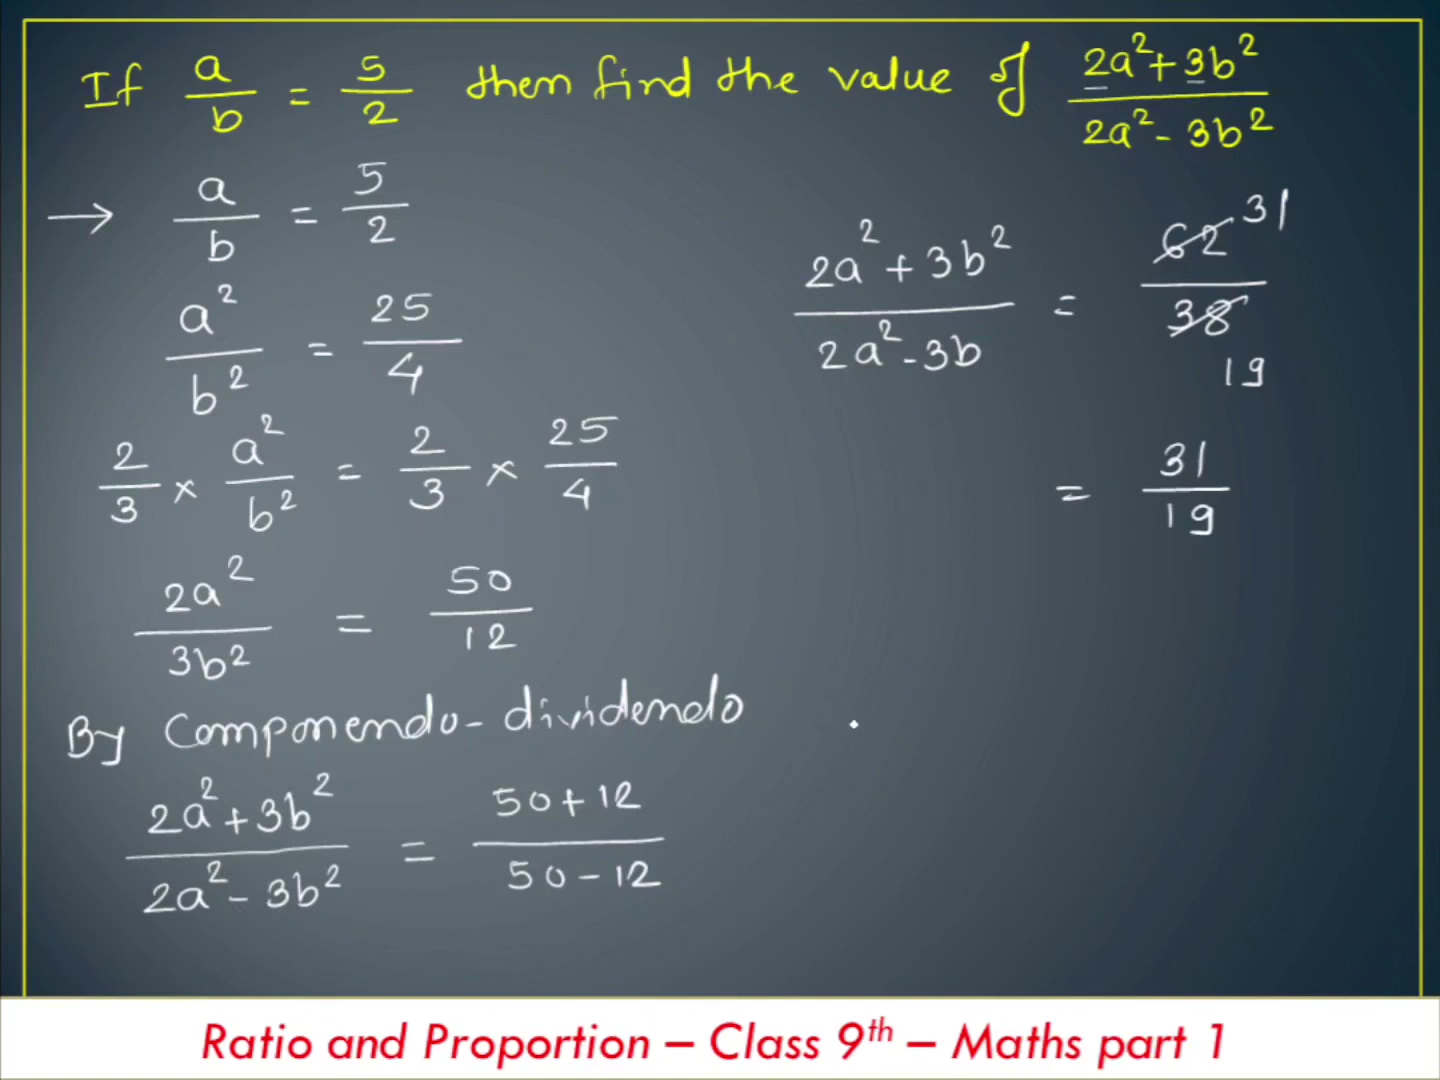 If a/b = 5/2 then find the value of 2a²+3b² / 2a²-3b²
→ a/b = 5/2
a²/b² = 25/4
2/3 × a²/b² = 2/3 × 25/4
2a²/3b² = 50/12
By Componendo-dividendo
2a²+3b² / 2a²-3b² = 50+12 / 50-12
2a²+3b² / 2a²-3b = 62 31 / 38 19
= 31/19
Ratio and Proportion – Class 9th – Maths part 1